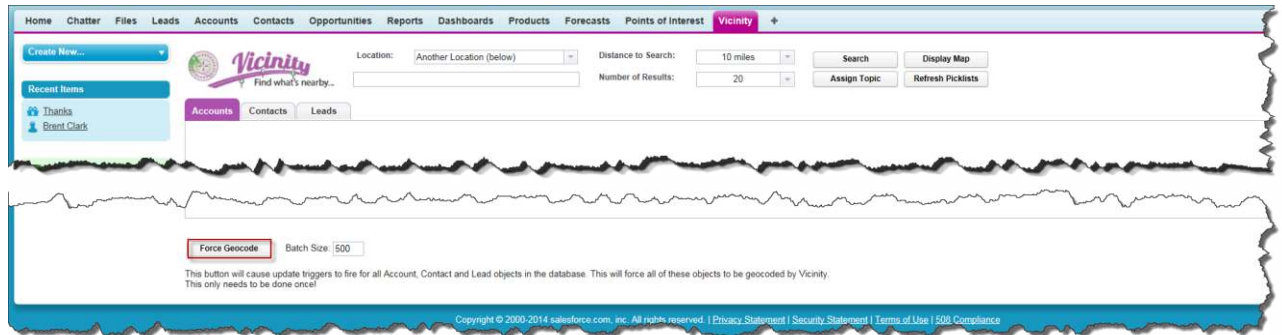 Home Chatter Files Leads Accounts Contacts Opportunities Reports Dashboards Products Forecasts Points of Interest Vicinity +
Create New...
Recent Items
Thanks
Brent Clark
Vicinity
Find what's nearby...
Location: Another Location (below)
Distance to Search: 10 miles
Number of Results: 20
Search Display Map
Assign Topic Refresh Picklists
Accounts Contacts Leads
Force Geocode Batch Size: 500
This button will cause update triggers to fire for all Account, Contact and Lead objects in the database. This will force all of these objects to be geocoded by Vicinity.
This only needs to be done once!
Copyright © 2000-2014 salesforce.com, inc. All rights reserved. | Privacy Statement | Security Statement | Terms of Use | 508 Compliance